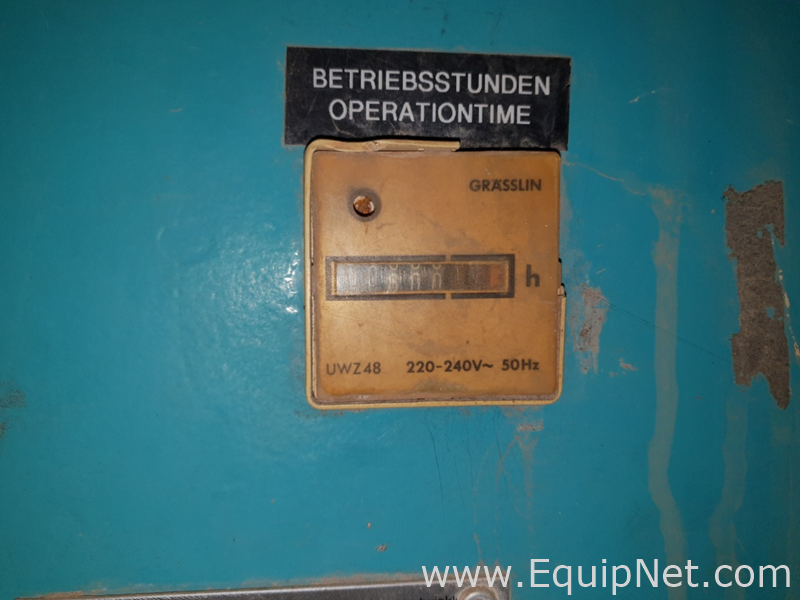 BETRIEBSSTUNDEN
OPERATIONTIME
GRÄSSLIN
h
UWZ48 220-240V~ 50Hz
www.EquipNet.com